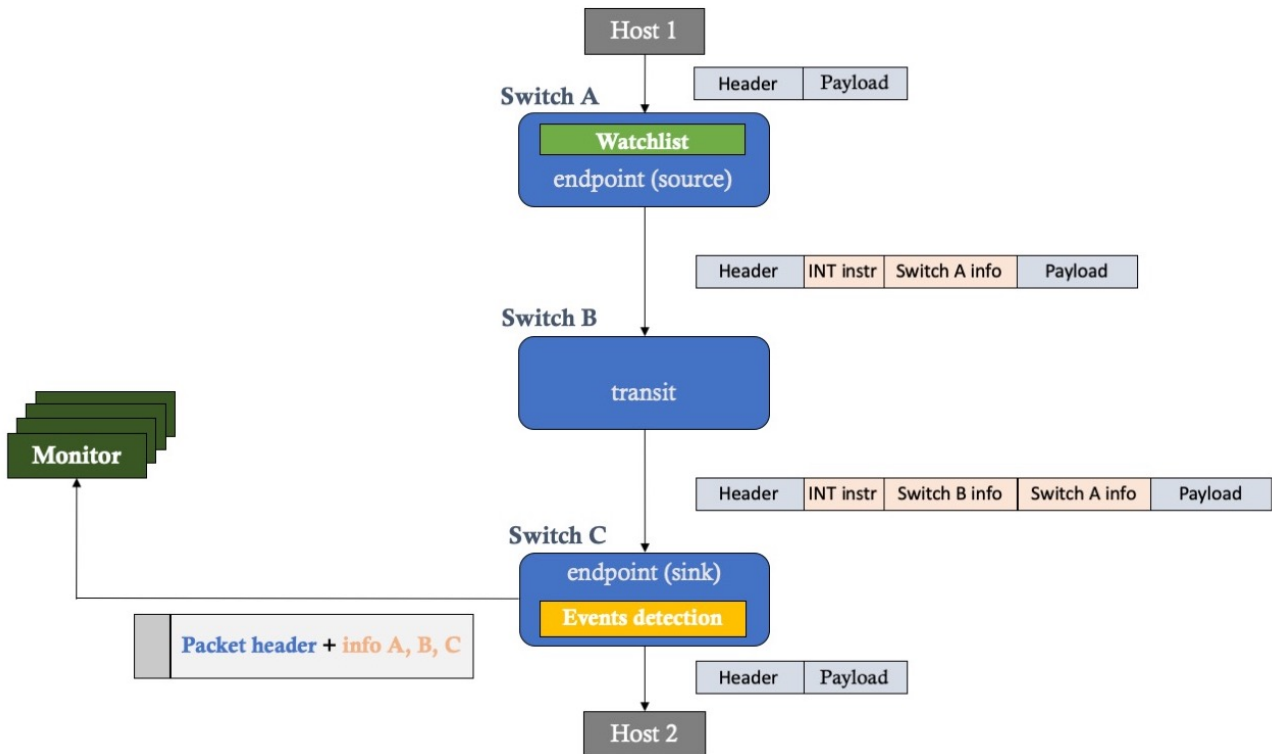 Host 1
Header Payload
Switch A
Watchlist
endpoint (source)
Header INT instr Switch A info Payload
Switch B
transit
Monitor
Header INT instr Switch B info Switch A info Payload
Switch C
endpoint (sink)
Events detection
Packet header + info A, B, C
Header Payload
Host 2